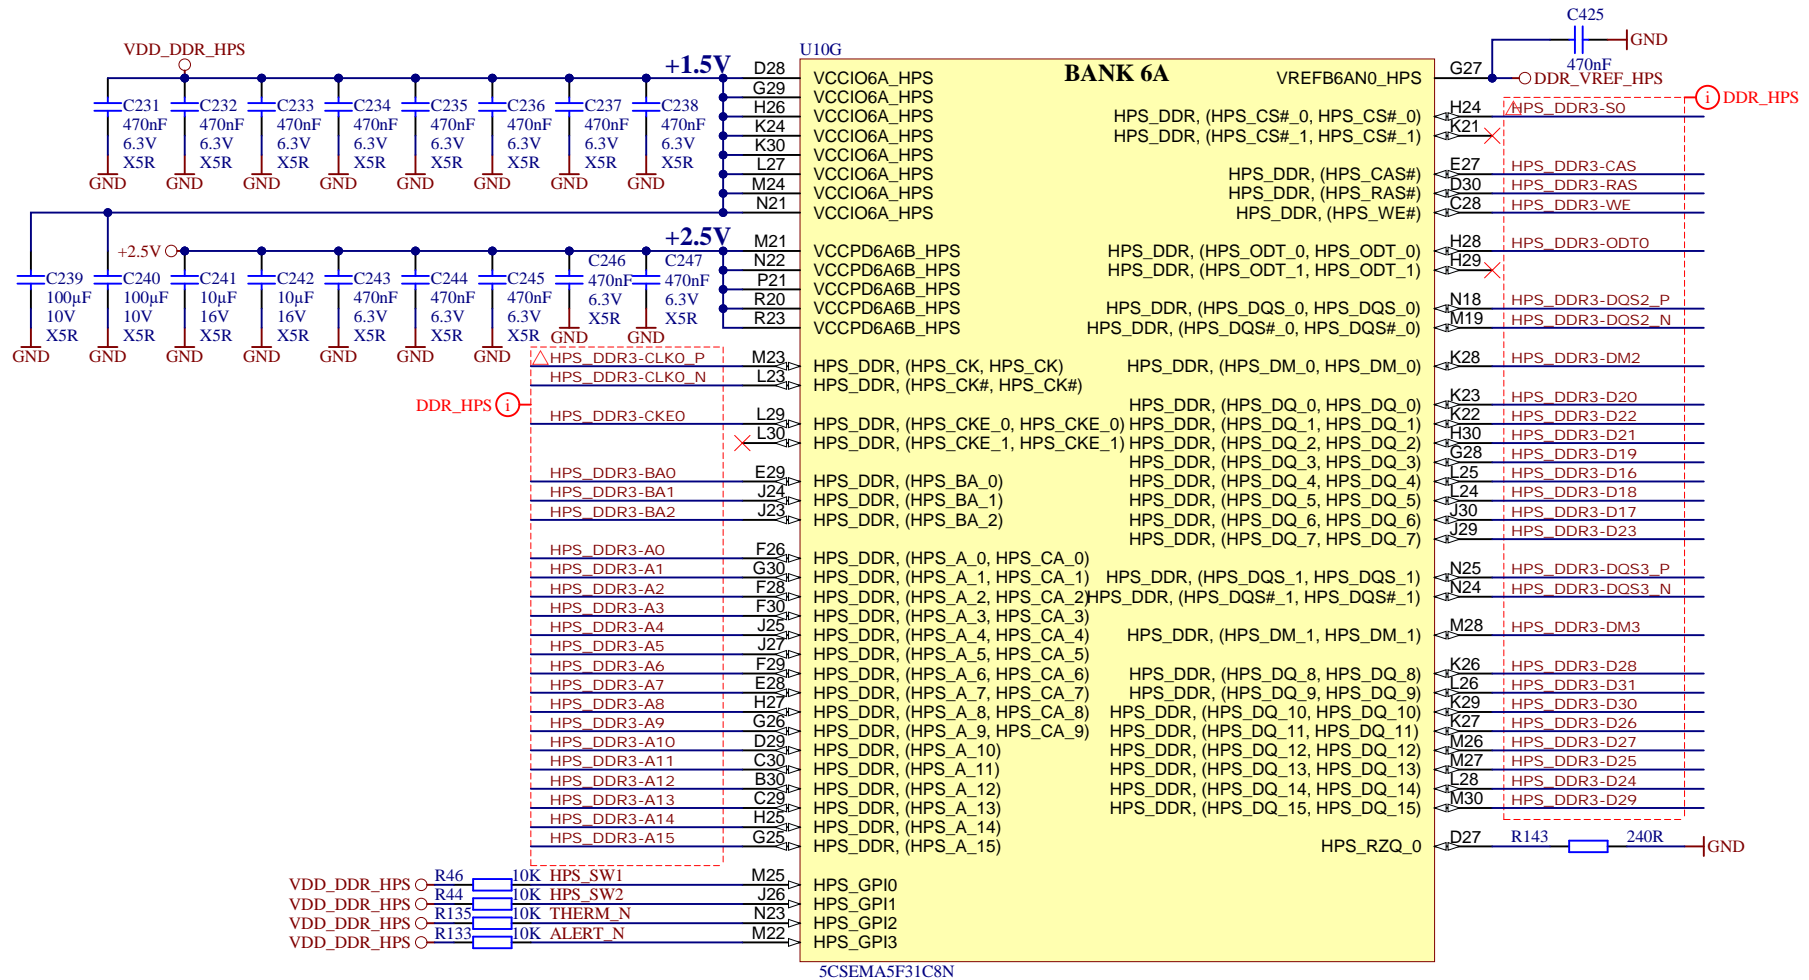 C425
GND
470nF
DDR_VREF_HPS
VDD_DDR_HPS
+1.5V
U10G
BANK 6A
C231 470nF 6.3V X5R GND
C232 470nF 6.3V X5R GND
C233 470nF 6.3V X5R GND
C234 470nF 6.3V X5R GND
C235 470nF 6.3V X5R GND
C236 470nF 6.3V X5R GND
C237 470nF 6.3V X5R GND
C238 470nF 6.3V X5R GND
D28 VCCIO6A_HPS
G29 VCCIO6A_HPS
H26 VCCIO6A_HPS
K24 VCCIO6A_HPS
K30 VCCIO6A_HPS
L27 VCCIO6A_HPS
M24 VCCIO6A_HPS
N21 VCCIO6A_HPS
+2.5V
+2.5V
C239 100µF 10V X5R GND
C240 100µF 10V X5R GND
C241 10µF 16V X5R GND
C242 10µF 16V X5R GND
C243 470nF 6.3V X5R GND
C244 470nF 6.3V X5R GND
C245 470nF 6.3V X5R GND
C246 470nF 6.3V X5R GND
C247 470nF 6.3V X5R GND
M21 VCCPD6A6B_HPS
N22 VCCPD6A6B_HPS
P21 VCCPD6A6B_HPS
R20 VCCPD6A6B_HPS
R23 VCCPD6A6B_HPS
DDR_HPS i
HPS_DDR3-CLK0_P M23 HPS_DDR, (HPS_CK, HPS_CK)
HPS_DDR3-CLK0_N L23 HPS_DDR, (HPS_CK#, HPS_CK#)
HPS_DDR3-CKE0 L29 HPS_DDR, (HPS_CKE_0, HPS_CKE_0)
L30 HPS_DDR, (HPS_CKE_1, HPS_CKE_1)
HPS_DDR3-BA0 E29 HPS_DDR, (HPS_BA_0)
HPS_DDR3-BA1 J24 HPS_DDR, (HPS_BA_1)
HPS_DDR3-BA2 J23 HPS_DDR, (HPS_BA_2)
HPS_DDR3-A0 F26 HPS_DDR, (HPS_A_0, HPS_CA_0)
HPS_DDR3-A1 G30 HPS_DDR, (HPS_A_1, HPS_CA_1)
HPS_DDR3-A2 F28 HPS_DDR, (HPS_A_2, HPS_CA_2)
HPS_DDR3-A3 F30 HPS_DDR, (HPS_A_3, HPS_CA_3)
HPS_DDR3-A4 J25 HPS_DDR, (HPS_A_4, HPS_CA_4)
HPS_DDR3-A5 J27 HPS_DDR, (HPS_A_5, HPS_CA_5)
HPS_DDR3-A6 F29 HPS_DDR, (HPS_A_6, HPS_CA_6)
HPS_DDR3-A7 E28 HPS_DDR, (HPS_A_7, HPS_CA_7)
HPS_DDR3-A8 H27 HPS_DDR, (HPS_A_8, HPS_CA_8)
HPS_DDR3-A9 G26 HPS_DDR, (HPS_A_9, HPS_CA_9)
HPS_DDR3-A10 D29 HPS_DDR, (HPS_A_10)
HPS_DDR3-A11 C30 HPS_DDR, (HPS_A_11)
HPS_DDR3-A12 B30 HPS_DDR, (HPS_A_12)
HPS_DDR3-A13 C29 HPS_DDR, (HPS_A_13)
HPS_DDR3-A14 H25 HPS_DDR, (HPS_A_14)
HPS_DDR3-A15 G25 HPS_DDR, (HPS_A_15)
VDD_DDR_HPS R46 10K HPS_SW1 M25 HPS_GPI0
VDD_DDR_HPS R44 10K HPS_SW2 J26 HPS_GPI1
VDD_DDR_HPS R135 10K THERM_N N23 HPS_GPI2
VDD_DDR_HPS R133 10K ALERT_N M22 HPS_GPI3
VREFB6AN0_HPS G27
i DDR_HPS
HPS_DDR, (HPS_CS#_0, HPS_CS#_0) H24 HPS_DDR3-S0
HPS_DDR, (HPS_CS#_1, HPS_CS#_1) K21
HPS_DDR, (HPS_CAS#) E27 HPS_DDR3-CAS
HPS_DDR, (HPS_RAS#) D30 HPS_DDR3-RAS
HPS_DDR, (HPS_WE#) C28 HPS_DDR3-WE
HPS_DDR, (HPS_ODT_0, HPS_ODT_0) H28 HPS_DDR3-ODT0
HPS_DDR, (HPS_ODT_1, HPS_ODT_1) H29
HPS_DDR, (HPS_DQS_0, HPS_DQS_0) N18 HPS_DDR3-DQS2_P
HPS_DDR, (HPS_DQS#_0, HPS_DQS#_0) M19 HPS_DDR3-DQS2_N
HPS_DDR, (HPS_DM_0, HPS_DM_0) K28 HPS_DDR3-DM2
HPS_DDR, (HPS_DQ_0, HPS_DQ_0) K23 HPS_DDR3-D20
HPS_DDR, (HPS_DQ_1, HPS_DQ_1) K22 HPS_DDR3-D22
HPS_DDR, (HPS_DQ_2, HPS_DQ_2) H30 HPS_DDR3-D21
HPS_DDR, (HPS_DQ_3, HPS_DQ_3) G28 HPS_DDR3-D19
HPS_DDR, (HPS_DQ_4, HPS_DQ_4) L25 HPS_DDR3-D16
HPS_DDR, (HPS_DQ_5, HPS_DQ_5) L24 HPS_DDR3-D18
HPS_DDR, (HPS_DQ_6, HPS_DQ_6) J30 HPS_DDR3-D17
HPS_DDR, (HPS_DQ_7, HPS_DQ_7) J29 HPS_DDR3-D23
HPS_DDR, (HPS_DQS_1, HPS_DQS_1) N25 HPS_DDR3-DQS3_P
HPS_DDR, (HPS_DQS#_1, HPS_DQS#_1) N24 HPS_DDR3-DQS3_N
HPS_DDR, (HPS_DM_1, HPS_DM_1) M28 HPS_DDR3-DM3
HPS_DDR, (HPS_DQ_8, HPS_DQ_8) K26 HPS_DDR3-D28
HPS_DDR, (HPS_DQ_9, HPS_DQ_9) L26 HPS_DDR3-D31
HPS_DDR, (HPS_DQ_10, HPS_DQ_10) K29 HPS_DDR3-D30
HPS_DDR, (HPS_DQ_11, HPS_DQ_11) K27 HPS_DDR3-D26
HPS_DDR, (HPS_DQ_12, HPS_DQ_12) M26 HPS_DDR3-D27
HPS_DDR, (HPS_DQ_13, HPS_DQ_13) M27 HPS_DDR3-D25
HPS_DDR, (HPS_DQ_14, HPS_DQ_14) L28 HPS_DDR3-D24
HPS_DDR, (HPS_DQ_15, HPS_DQ_15) M30 HPS_DDR3-D29
HPS_RZQ_0 D27 R143 240R GND
5CSEMA5F31C8N